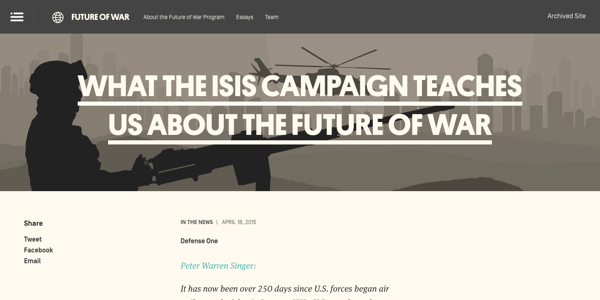 FUTURE OF WAR
About the Future of War Program
Essays
Team
Archived Site
WHAT THE ISIS CAMPAIGN TEACHES
US ABOUT THE FUTURE OF WAR
Share
Tweet
Facebook
Email
IN THE NEWS | APRIL 16, 2015
Defense One
Peter Warren Singer:
It has now been over 250 days since U.S. forces began air